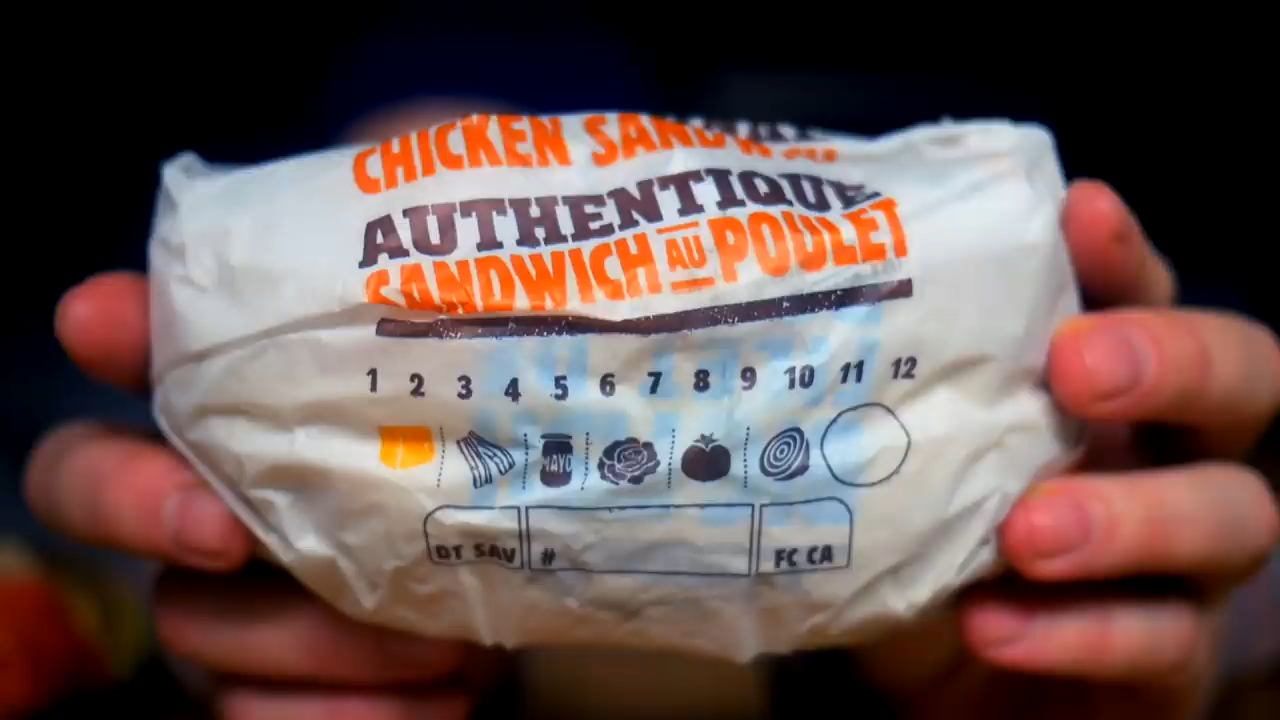 CHICKEN SANDW
AUTHENTIQUE
SANDWICH AU POULET
1 2 3 4 5 6 7 8 9 10 11 12
MAYO
DT SAV # FC CA